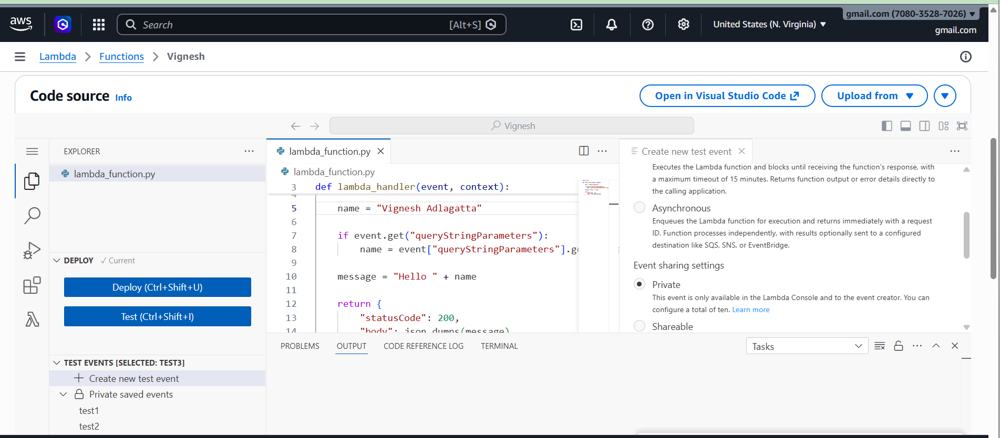 aws
Search [Alt+S]
United States (N. Virginia)
gmail.com (7080-3528-7026)
gmail.com
Lambda > Functions > Vignesh
Code source Info
Open in Visual Studio Code
Upload from
Vignesh
EXPLORER
lambda_function.py
DEPLOY ✓ Current
Deploy (Ctrl+Shift+U)
Test (Ctrl+Shift+I)
TEST EVENTS [SELECTED: TEST3]
Create new test event
Private saved events
test1
test2
lambda_function.py
lambda_function.py
3 def lambda_handler(event, context):
4
5 name = "Vignesh Adlagatta"
6
7 if event.get("queryStringParameters"):
8 name = event["queryStringParameters"].ge
9
10 message = "Hello " + name
11
12 return {
13 "statusCode": 200,
14 "body": json.dumps(message)
Create new test event
Executes the Lambda function and blocks until receiving the function's response, with
a maximum timeout of 15 minutes. Returns function output or error details directly to
the calling application.
Asynchronous
Enqueues the Lambda function for execution and returns immediately with a request
ID. Function processes independently, with results optionally sent to a configured
destination like SQS, SNS, or EventBridge.
Event sharing settings
Private
This event is only available in the Lambda Console and to the event creator. You can
configure a total of ten. Learn more
Shareable
PROBLEMS OUTPUT CODE REFERENCE LOG TERMINAL
Tasks